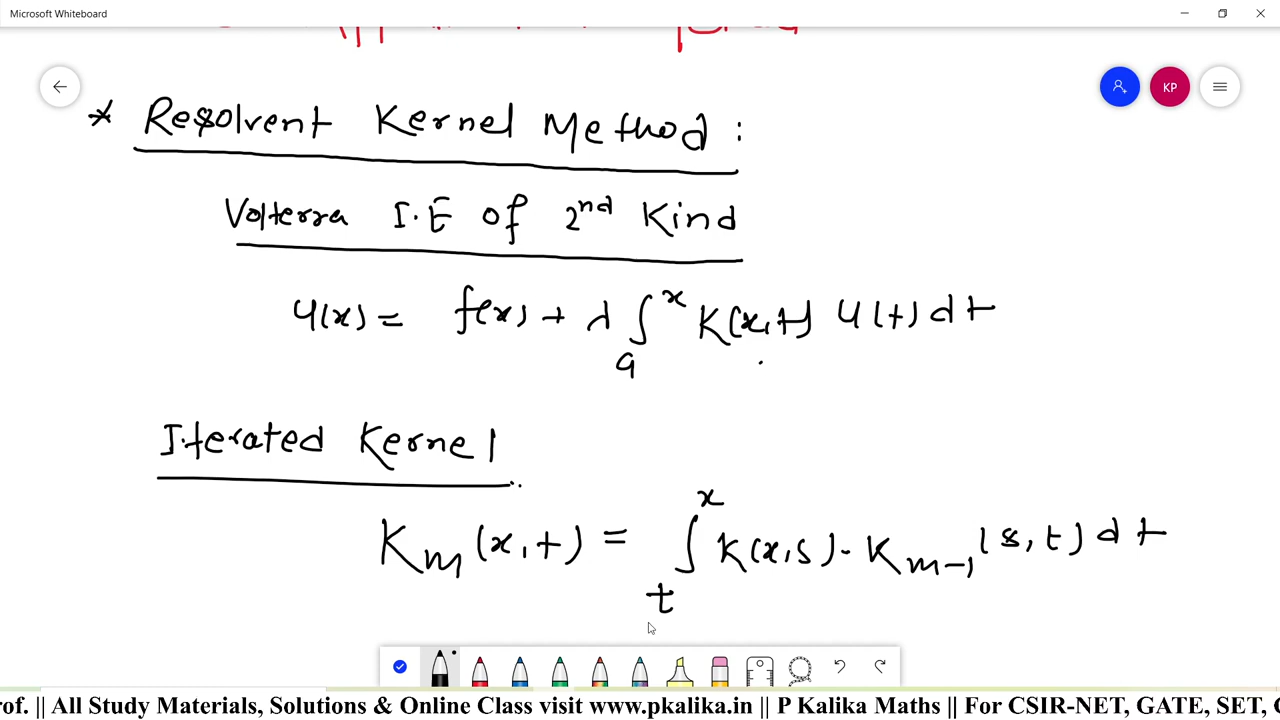 Microsoft Whiteboard
KP
* Resolvent Kernel Method :
Volterra I.E of 2nd Kind
u(x) = f(x) + λ ∫_a^x K(x,t) u(t) dt
Iterated Kernel
K_m (x,t) = ∫_t^x K(x,s) . K_{m-1} (s,t) dt
rof. || All Study Materials, Solutions & Online Class visit www.pkalika.in || P Kalika Maths || For CSIR-NET, GATE, SET,